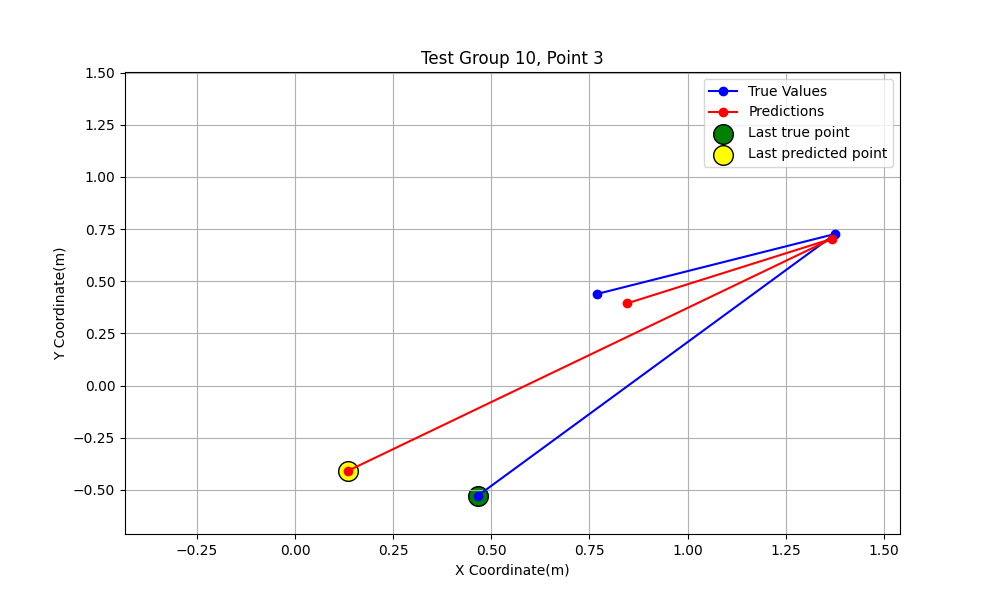 Test Group 10, Point 3
True Values
Predictions
Last true point
Last predicted point
1.50
1.25
1.00
0.75
0.50
0.25
0.00
−0.25
−0.50
Y Coordinate(m)
−0.25
0.00
0.25
0.50
0.75
1.00
1.25
1.50
X Coordinate(m)